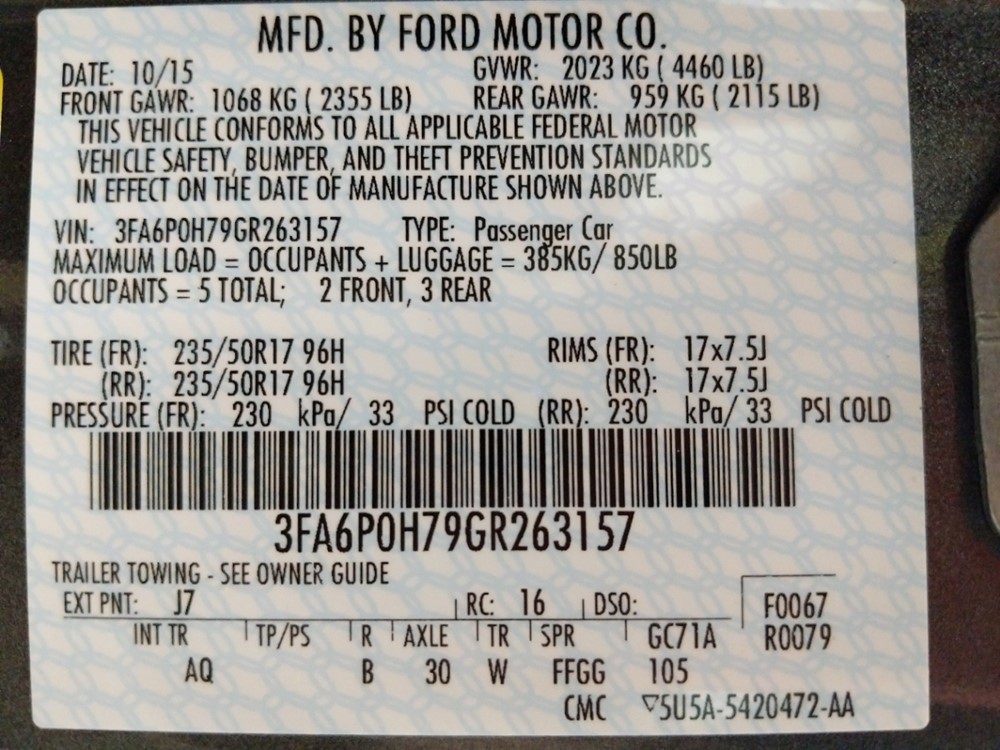 MFD. BY FORD MOTOR CO.
DATE: 10/15 GVWR: 2023 KG ( 4460 LB)
FRONT GAWR: 1068 KG ( 2355 LB) REAR GAWR: 959 KG ( 2115 LB)
THIS VEHICLE CONFORMS TO ALL APPLICABLE FEDERAL MOTOR
VEHICLE SAFETY, BUMPER, AND THEFT PREVENTION STANDARDS
IN EFFECT ON THE DATE OF MANUFACTURE SHOWN ABOVE.
VIN: 3FA6P0H79GR263157 TYPE: Passenger Car
MAXIMUM LOAD = OCCUPANTS + LUGGAGE = 385KG/ 850LB
OCCUPANTS = 5 TOTAL; 2 FRONT, 3 REAR
TIRE (FR): 235/50R17 96H RIMS (FR): 17x7.5J
(RR): 235/50R17 96H (RR): 17x7.5J
PRESSURE (FR): 230 kPa/ 33 PSI COLD (RR): 230 kPa/ 33 PSI COLD
3FA6P0H79GR263157
TRAILER TOWING - SEE OWNER GUIDE
EXT PNT: J7 RC: 16 DSO: F0067
INT TR TP/PS R AXLE TR SPR GC71A R0079
AQ B 30 W FFGG 105
CMC ▽5U5A-5420472-AA